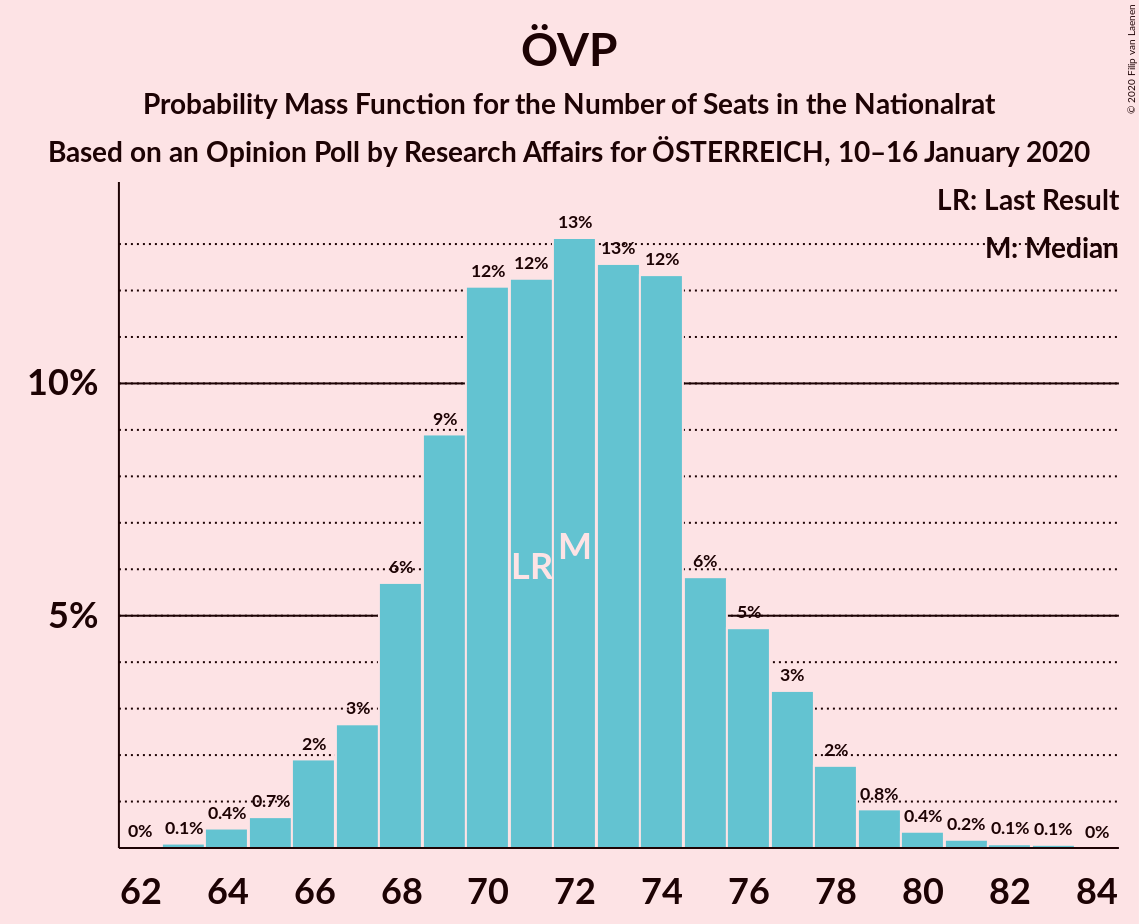 ÖVP
Probability Mass Function for the Number of Seats in the Nationalrat
Based on an Opinion Poll by Research Affairs for ÖSTERREICH, 10–16 January 2020
© 2020 Filip van Laenen
LR: Last Result
M: Median
10%
5%
0%
0.1%
0.4%
0.7%
2%
3%
6%
9%
12%
12%
13%
13%
12%
6%
5%
3%
2%
0.8%
0.4%
0.2%
0.1%
0.1%
0%
LR
M
62 64 66 68 70 72 74 76 78 80 82 84